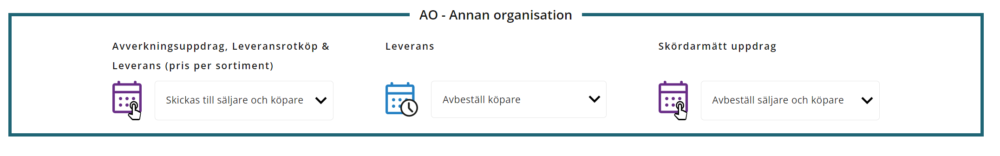 AO - Annan organisation
Avverkningsuppdrag, Leveransrotköp &
Leverans (pris per sortiment)
Skickas till säljare och köpare
Leverans
Avbeställ köpare
Skördarmätt uppdrag
Avbeställ säljare och köpare